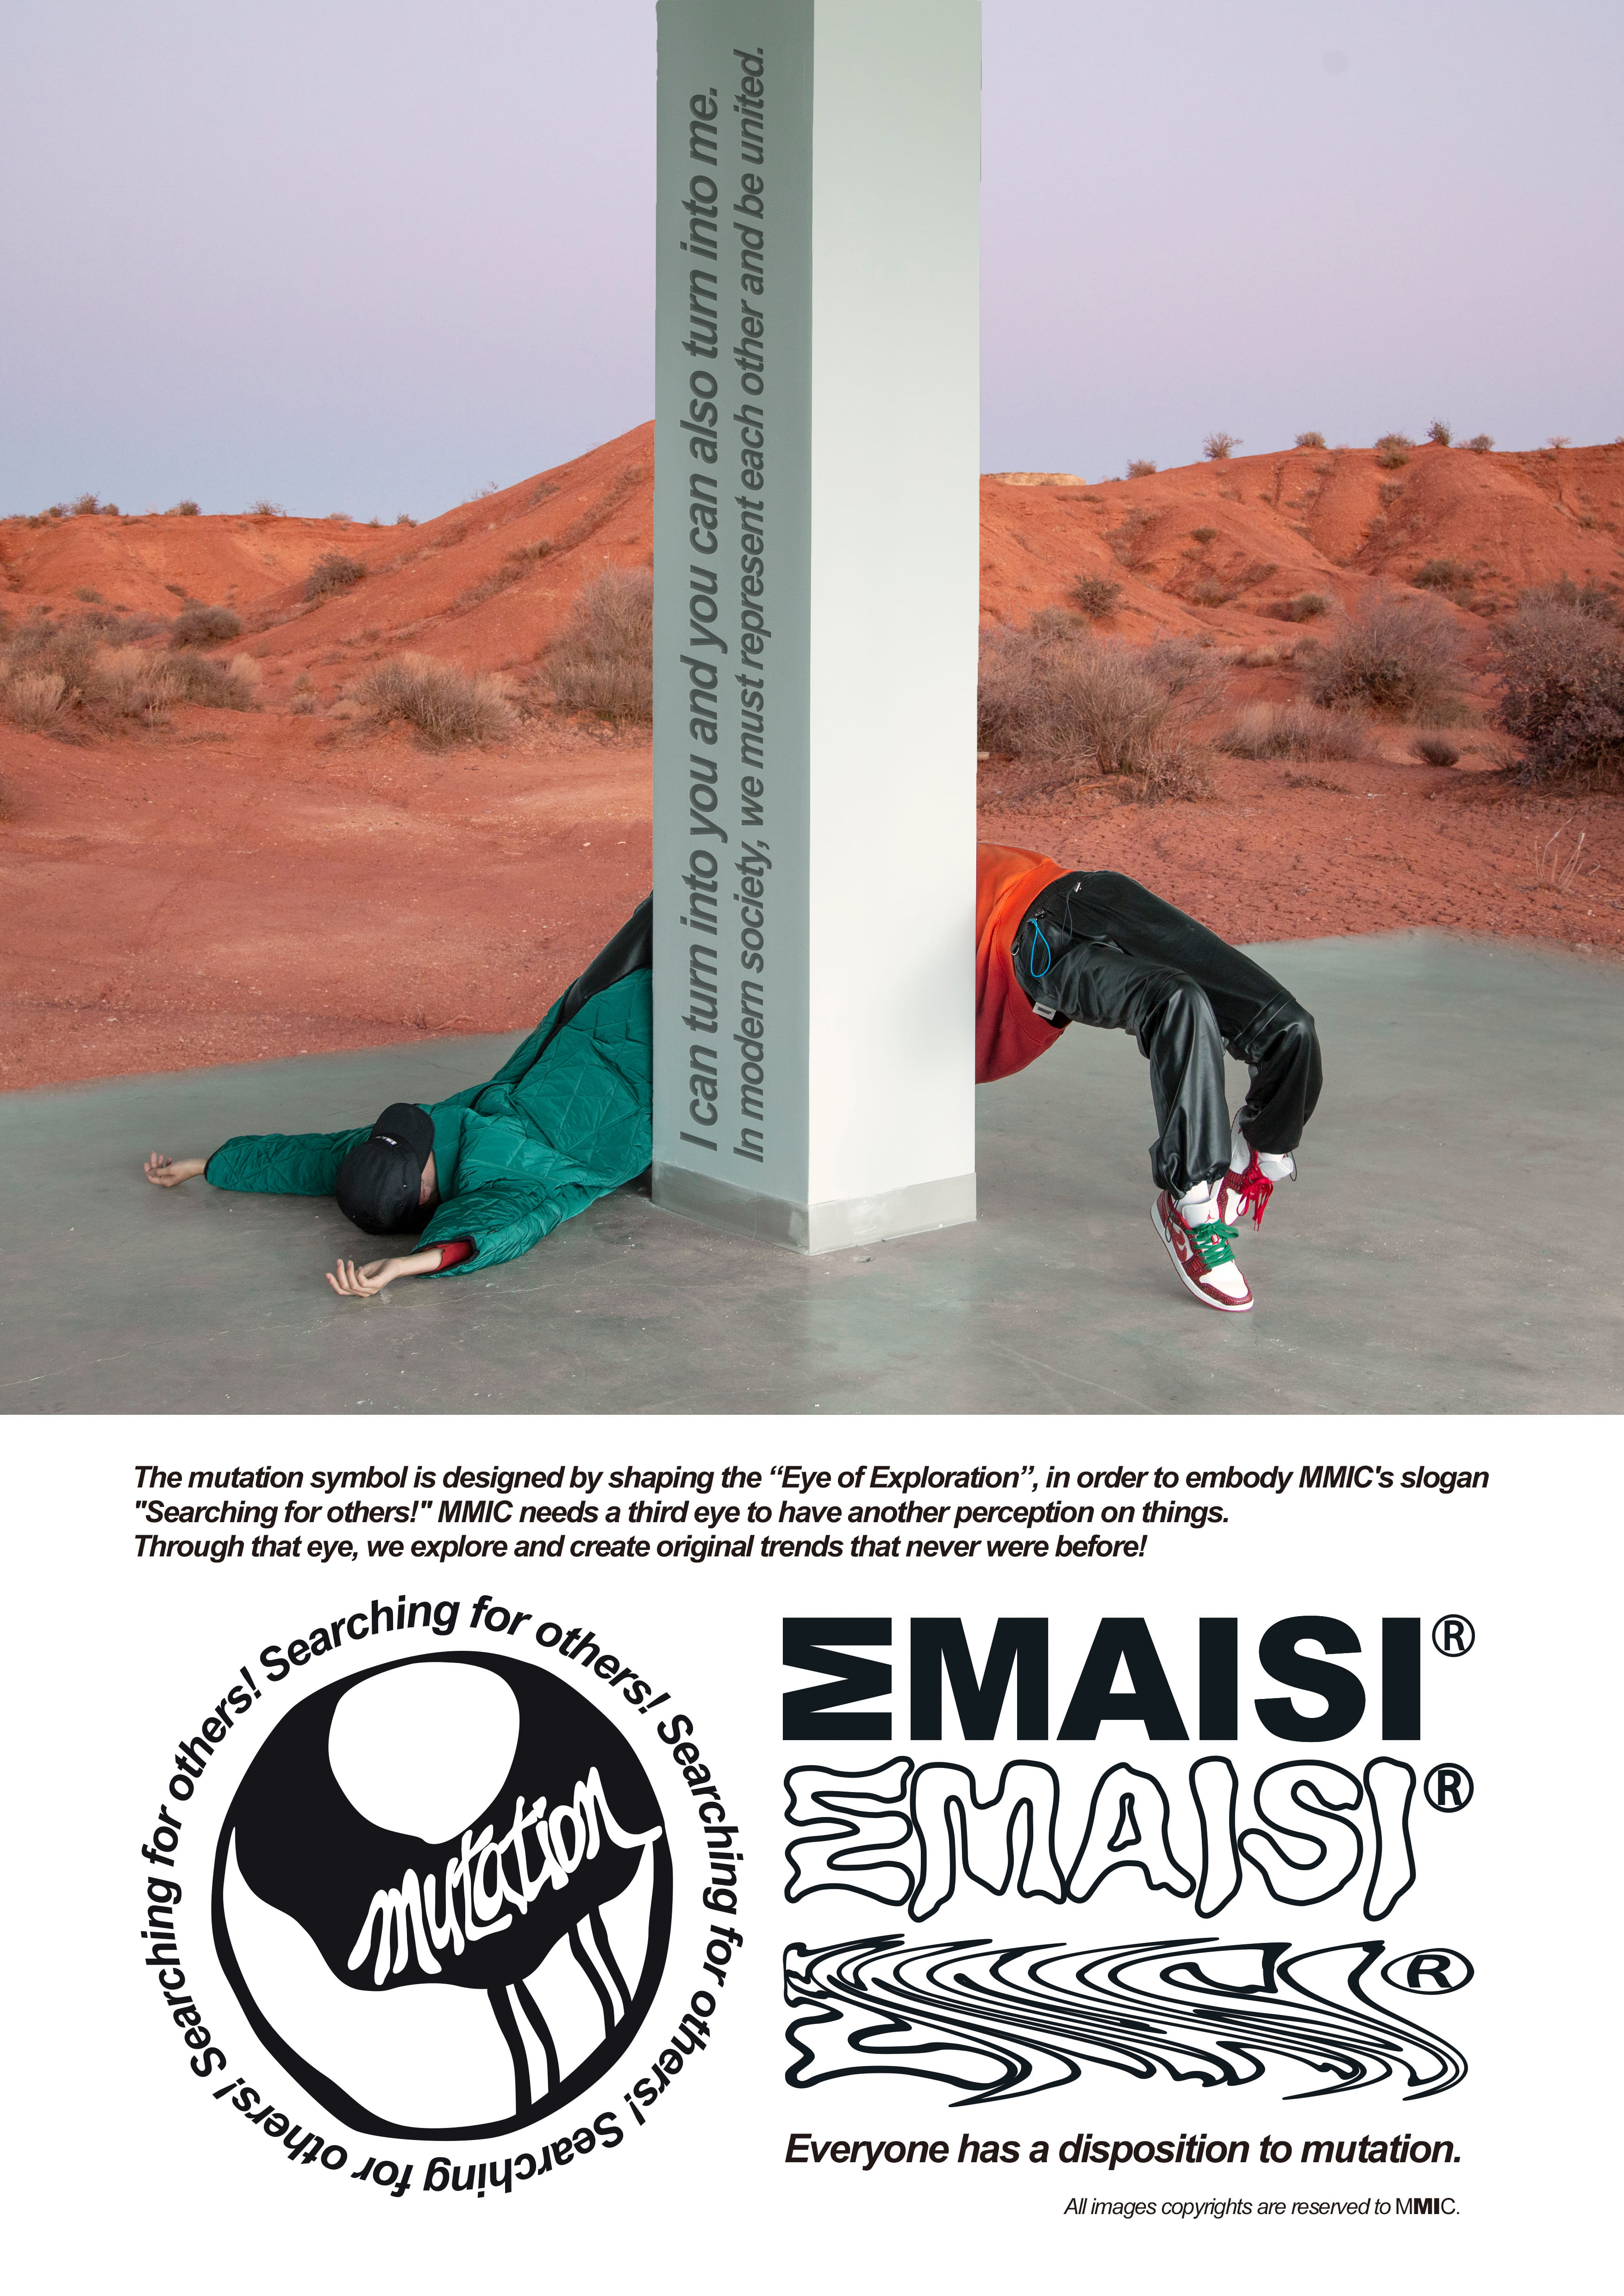 I can turn into you and you can also turn into me.
In modern society, we must represent each other and be united.
The mutation symbol is designed by shaping the “Eye of Exploration”, in order to embody MMIC's slogan
"Searching for others!" MMIC needs a third eye to have another perception on things.
Through that eye, we explore and create original trends that never were before!
Searching for others! Searching for others! Searching for others! Searching for others!
mutation
EMAISI®
EMAISI®
®
Everyone has a disposition to mutation.
All images copyrights are reserved to MMIC.